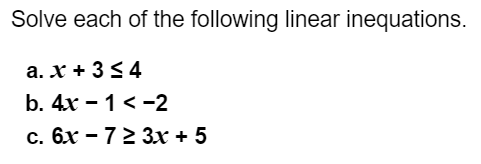 Solve each of the following linear inequations.
a. x + 3 ≤ 4
b. 4x − 1 < −2
c. 6x − 7 ≥ 3x + 5